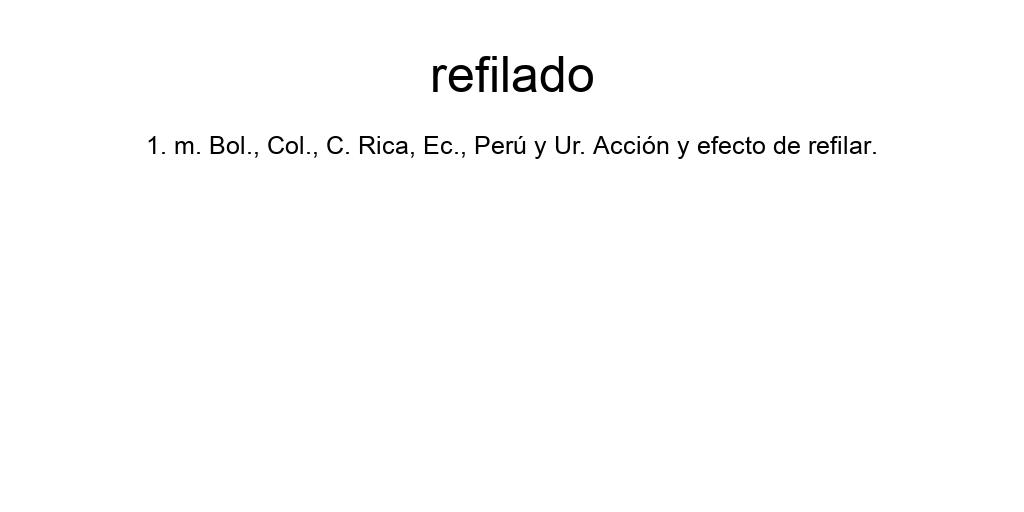 refilado
1. m. Bol., Col., C. Rica, Ec., Perú y Ur. Acción y efecto de refilar.